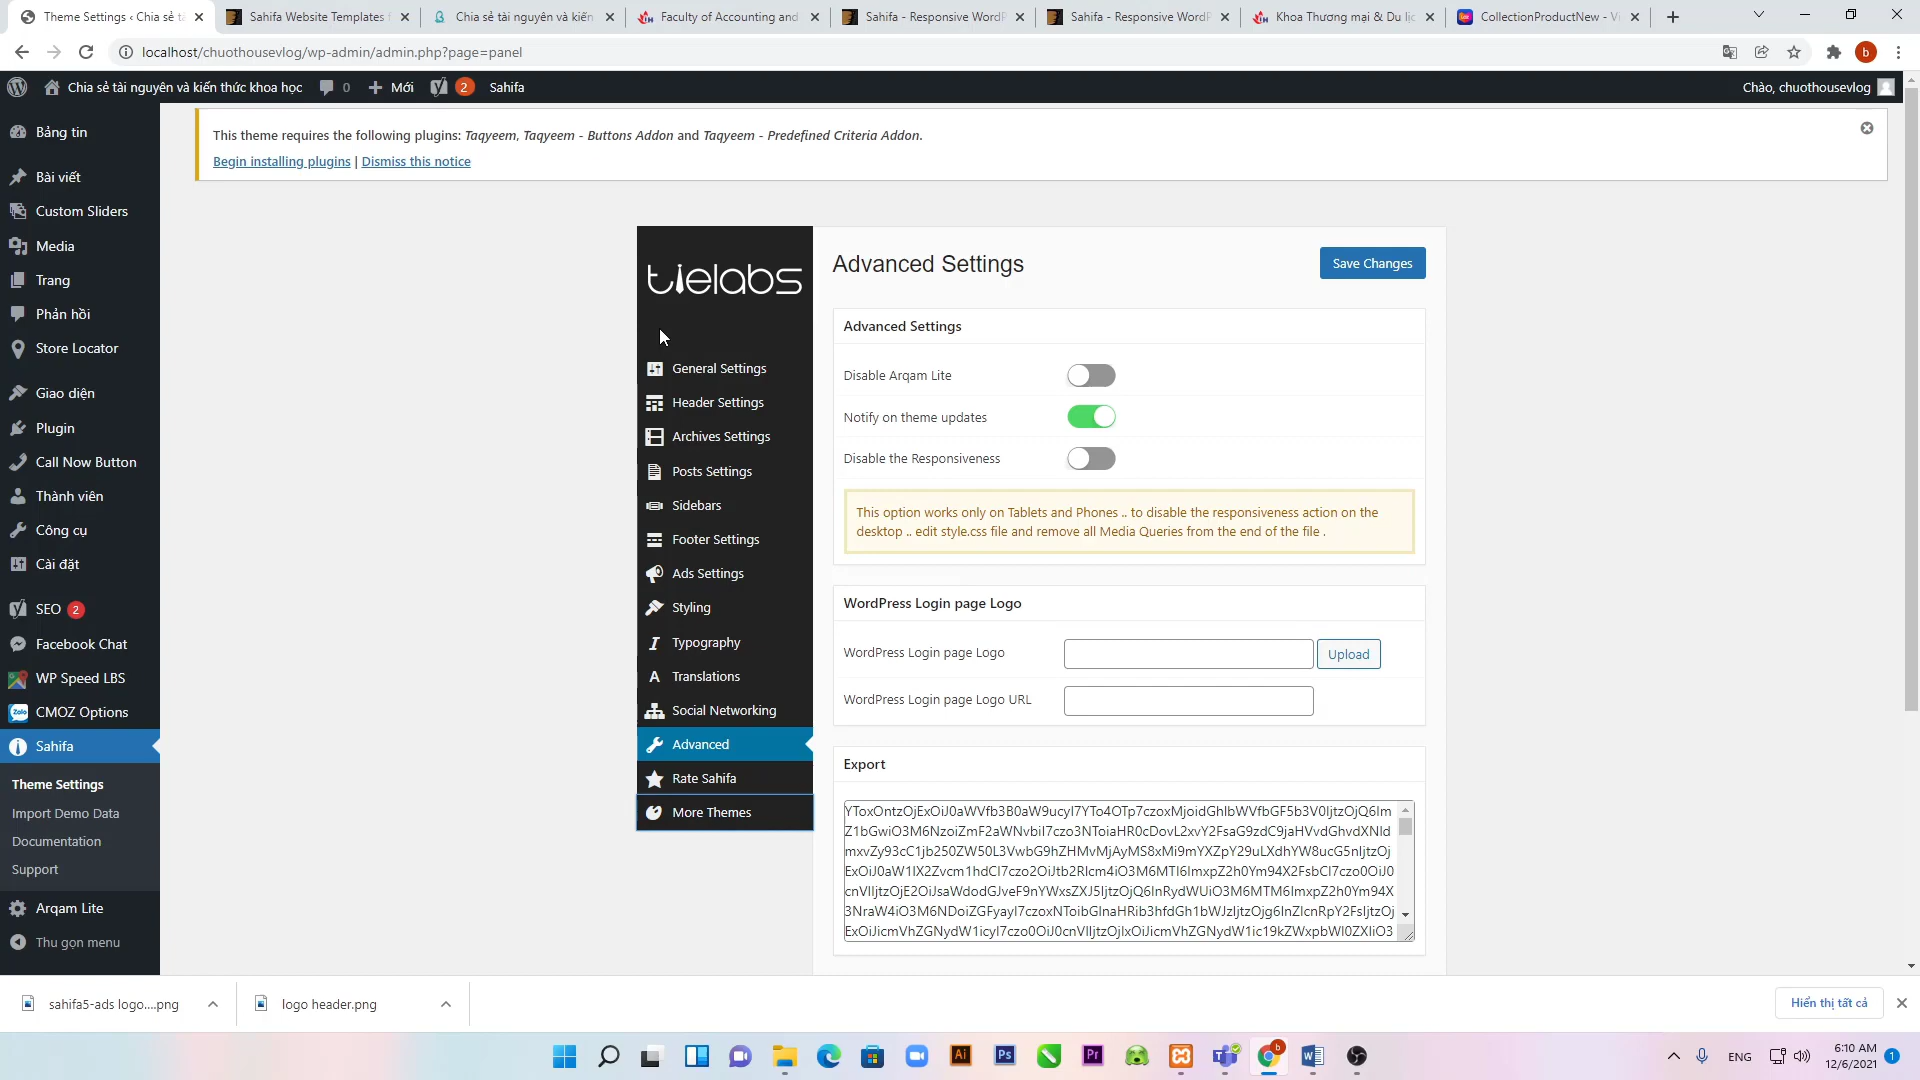 Theme Settings ‹ Chia sẻ tà
Sahifa Website Templates f
Chia sẻ tài nguyên và kiến
Faculty of Accounting and
Sahifa - Responsive WordP
Sahifa - Responsive WordP
Khoa Thương mại & Du lị
CollectionProductNew - V
localhost/chuothousevlog/wp-admin/admin.php?page=panel
b
Chia sẻ tài nguyên và kiến thức khoa học
0
Mới
2
Sahifa
Chào, chuothousevlog
This theme requires the following plugins: Taqyeem, Taqyeem - Buttons Addon and Taqyeem - Predefined Criteria Addon.
Begin installing plugins | Dismiss this notice
Bảng tin
Bài viết
Custom Sliders
Media
Trang
Phản hồi
Store Locator
Giao diện
Plugin
Call Now Button
Thành viên
Công cụ
Cài đặt
SEO 2
Facebook Chat
WP Speed LBS
CMOZ Options
Sahifa
Theme Settings
Import Demo Data
Documentation
Support
Arqam Lite
Thu gọn menu
tielabs
General Settings
Header Settings
Archives Settings
Posts Settings
Sidebars
Footer Settings
Ads Settings
Styling
Typography
Translations
Social Networking
Advanced
Rate Sahifa
More Themes
Advanced Settings
Save Changes
Advanced Settings
Disable Arqam Lite
Notify on theme updates
Disable the Responsiveness
This option works only on Tablets and Phones .. to disable the responsiveness action on the
desktop .. edit style.css file and remove all Media Queries from the end of the file .
WordPress Login page Logo
WordPress Login page Logo
Upload
WordPress Login page Logo URL
Export
sahifa5-ads logo....png
logo header.png
Hiển thị tất cả
Ai
Ps
Pr
b
ENG
6:10 AM
12/6/2021
1